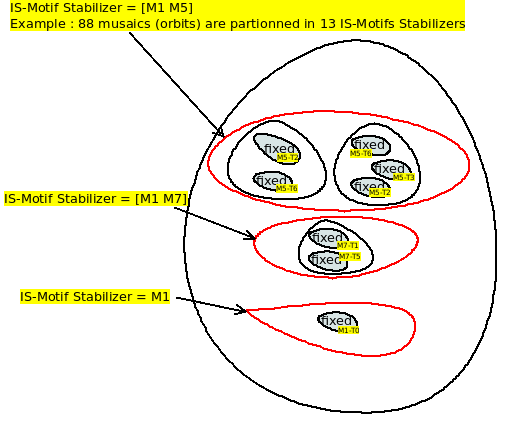 IS-Motif Stabilizer = [M1 M5]
Example : 88 musaics (orbits) are partionned in 13 IS-Motifs Stabilizers
fixed
M5-T2
fixed
M5-T6
fixed
M5-T6
fixed
M5-T3
fixed
M5-T2
IS-Motif Stabilizer = [M1 M7]
fixed
M7-T1
fixed
M7-T5
IS-Motif Stabilizer = M1
fixed
M1-T0